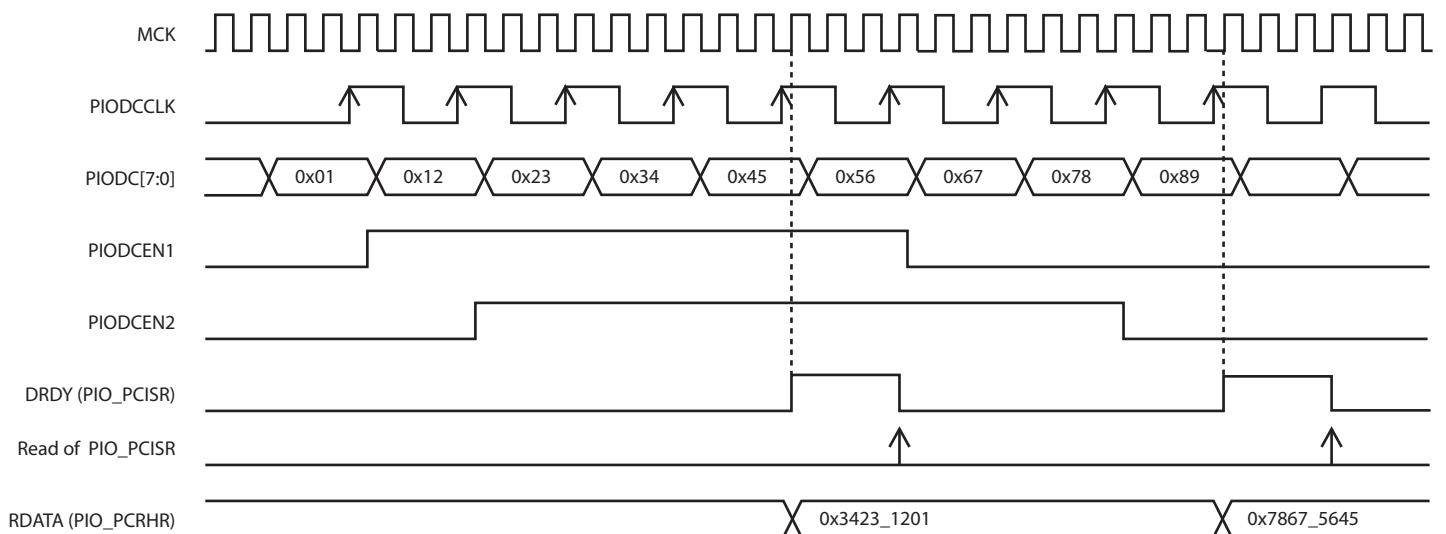 MCK
PIODCCLK
PIODC[7:0] 0x01 0x12 0x23 0x34 0x45 0x56 0x67 0x78 0x89
PIODCEN1
PIODCEN2
DRDY (PIO_PCISR)
Read of PIO_PCISR
RDATA (PIO_PCRHR) 0x3423_1201 0x7867_5645